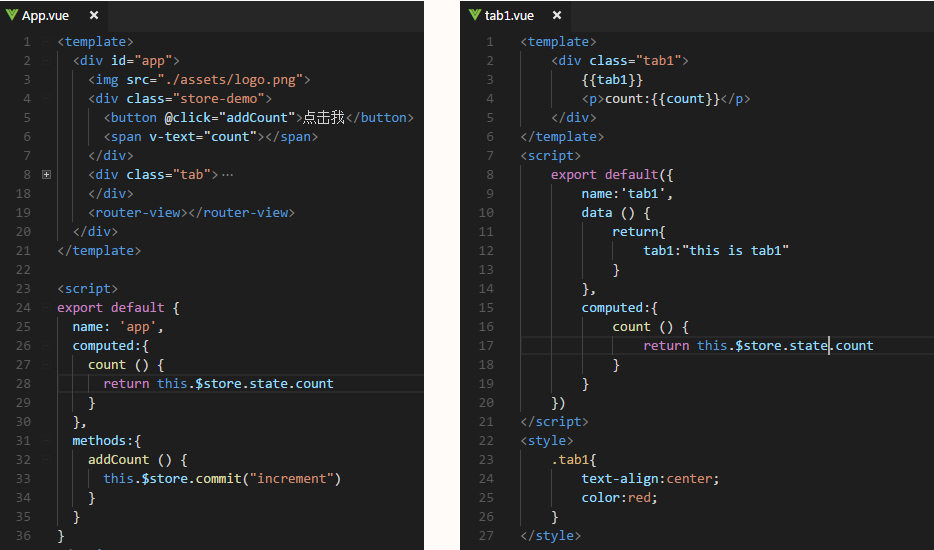 App.vue ×
1 <template>
2 <div id="app">
3 <img src="./assets/logo.png">
4 <div class="store-demo">
5 <button @click="addCount">点击我</button>
6 <span v-text="count"></span>
7 </div>
8 <div class="tab">…
18 </div>
19 <router-view></router-view>
20 </div>
21 </template>
22
23 <script>
24 export default {
25 name: 'app',
26 computed:{
27 count () {
28 return this.$store.state.count
29 }
30 },
31 methods:{
32 addCount () {
33 this.$store.commit("increment")
34 }
35 }
36 }
tab1.vue ×
1 <template>
2 <div class="tab1">
3 {{tab1}}
4 <p>count:{{count}}</p>
5 </div>
6 </template>
7 <script>
8 export default({
9 name:'tab1',
10 data () {
11 return{
12 tab1:"this is tab1"
13 }
14 },
15 computed:{
16 count () {
17 return this.$store.state.count
18 }
19 }
20 })
21 </script>
22 <style>
23 .tab1{
24 text-align:center;
25 color:red;
26 }
27 </style>